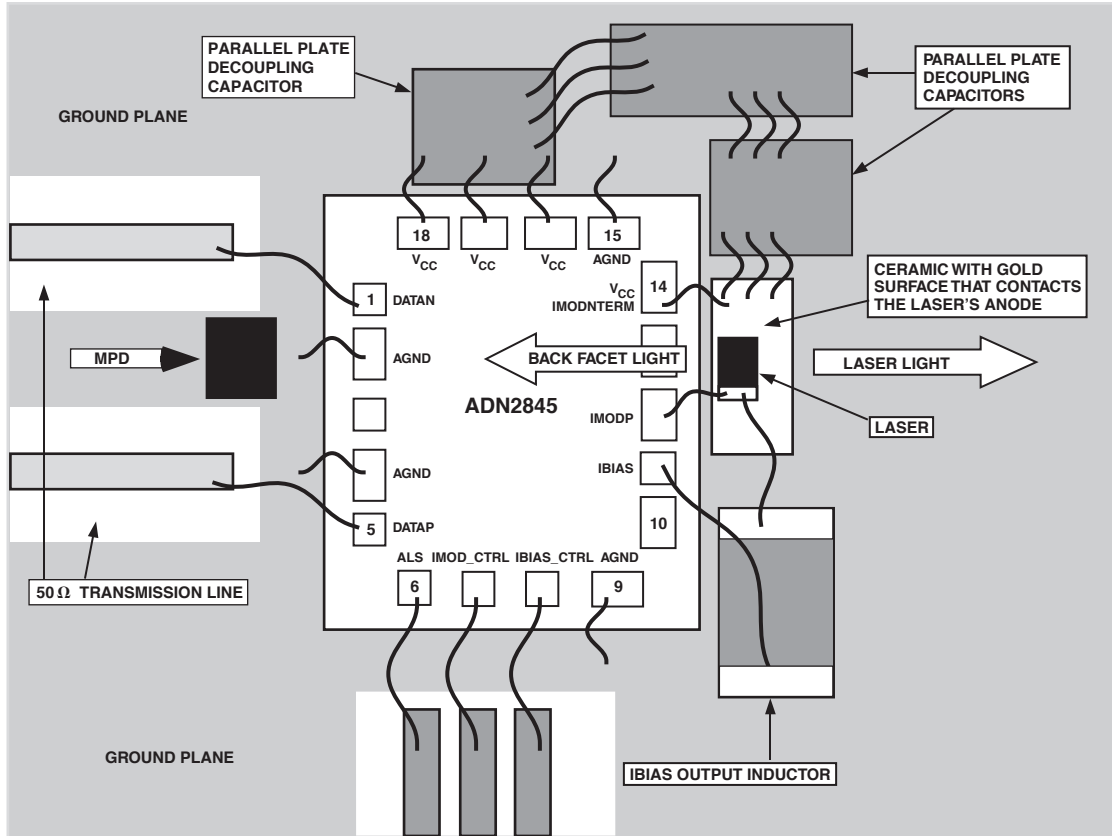 PARALLEL PLATE
DECOUPLING
CAPACITOR
PARALLEL PLATE
DECOUPLING
CAPACITORS
GROUND PLANE
18
15
VCC
VCC
VCC
AGND
CERAMIC WITH GOLD
SURFACE THAT CONTACTS
THE LASER'S ANODE
VCC
14
IMODNTERM
1
DATAN
MPD
AGND
BACK FACET LIGHT
LASER LIGHT
ADN2845
IMODP
LASER
AGND
IBIAS
5
DATAP
10
ALS
IMOD_CTRL
IBIAS_CTRL
AGND
6
9
50 Ω TRANSMISSION LINE
GROUND PLANE
IBIAS OUTPUT INDUCTOR